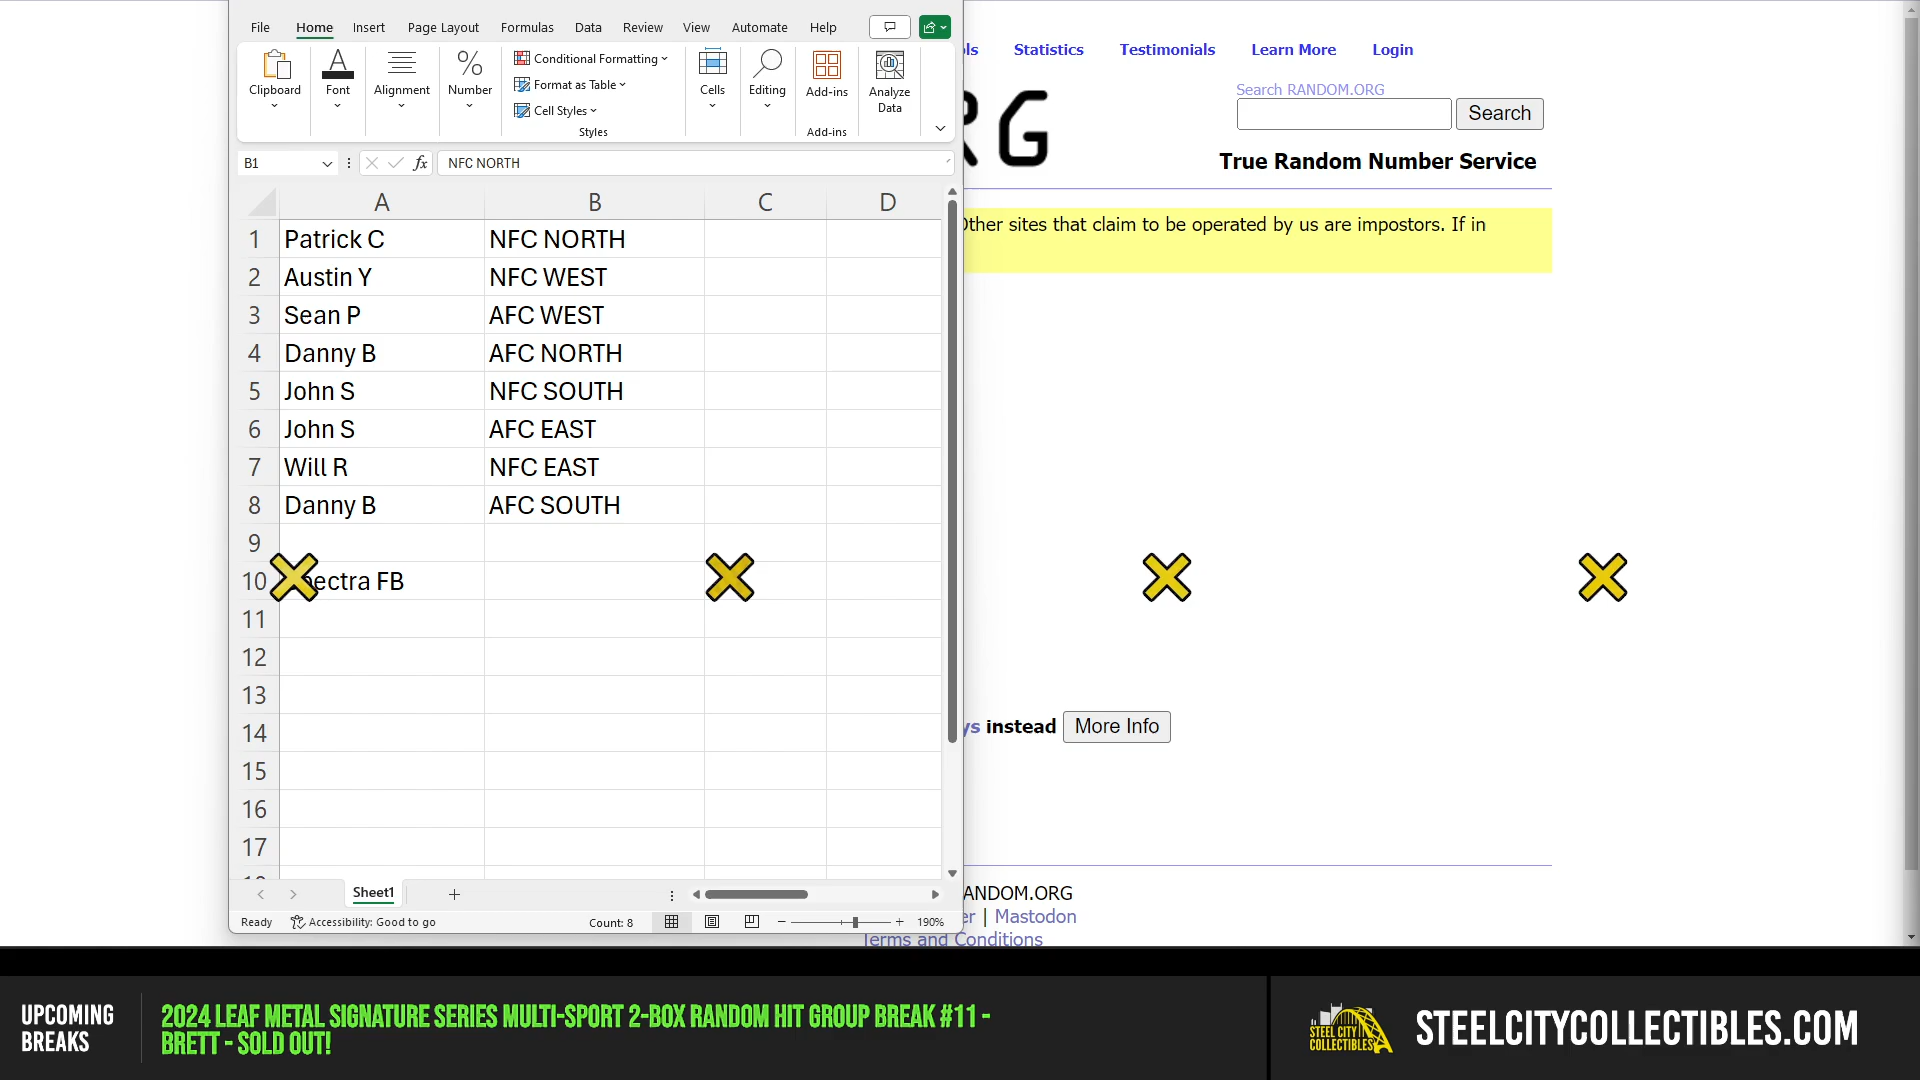 File Home Insert Page Layout Formulas Data Review View Automate Help
Statistics Testimonials Learn More Login
Clipboard Font Alignment Number Conditional Formatting Format as Table Cell Styles Styles Cells Editing Add-ins Add-ins Analyze Data
Search RANDOM.ORG
Search
RG
True Random Number Service
B1 fx NFC NORTH
Other sites that claim to be operated by us are impostors. If in
A B C D
1 Patrick C NFC NORTH
2 Austin Y NFC WEST
3 Sean P AFC WEST
4 Danny B AFC NORTH
5 John S NFC SOUTH
6 John S AFC EAST
7 Will R NFC EAST
8 Danny B AFC SOUTH
9
10 ectra FB
11
12
13
14
15
16
17
instead More Info
Sheet1
Ready Accessibility: Good to go Count: 8 190%
ANDOM.ORG
| Mastodon
Terms and Conditions
UPCOMING BREAKS
2024 LEAF METAL SIGNATURE SERIES MULTI-SPORT 2-BOX RANDOM HIT GROUP BREAK #11 -
BRETT - SOLD OUT!
STEEL CITY
COLLECTIBLES
STEELCITYCOLLECTIBLES.COM